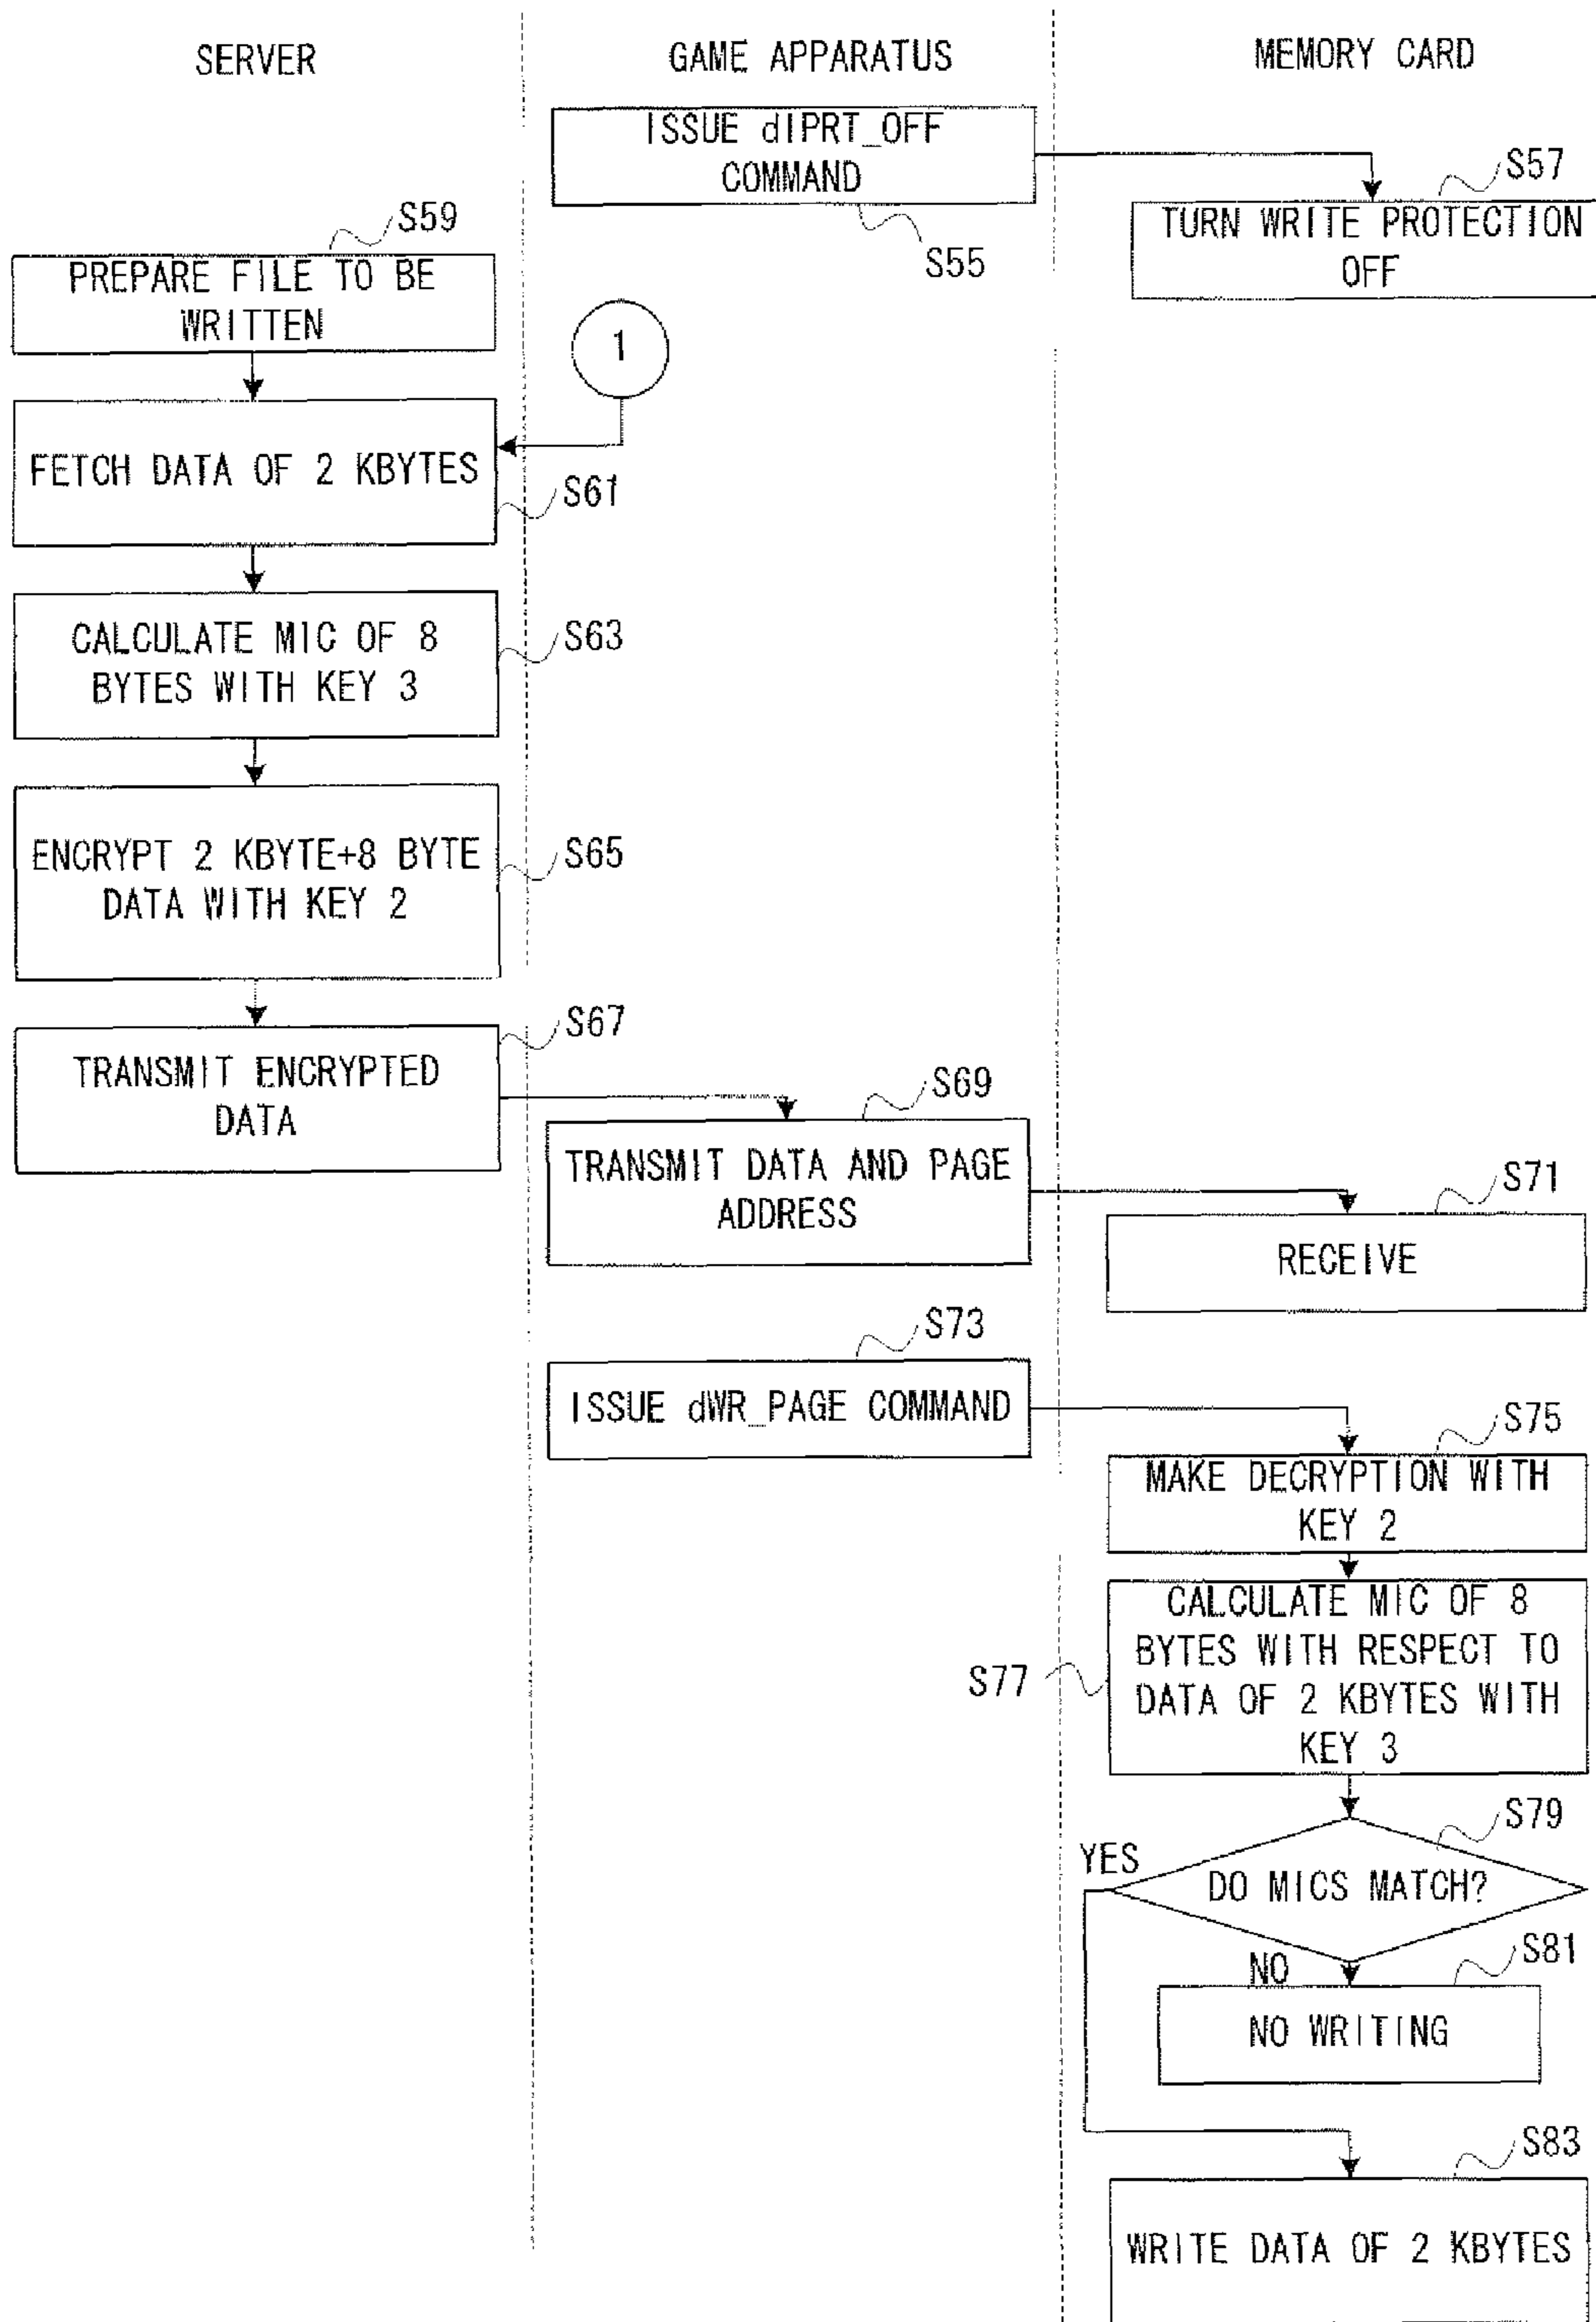 SERVER
GAME APPARATUS
MEMORY CARD
ISSUE dIPRT_OFF
COMMAND
S55
S57
TURN WRITE PROTECTION
OFF
S59
PREPARE FILE TO BE
WRITTEN
1
FETCH DATA OF 2 KBYTES
S61
CALCULATE MIC OF 8
BYTES WITH KEY 3
S63
ENCRYPT 2 KBYTE+8 BYTE
DATA WITH KEY 2
S65
S67
TRANSMIT ENCRYPTED
DATA
S69
TRANSMIT DATA AND PAGE
ADDRESS
S71
RECEIVE
S73
ISSUE dWR_PAGE COMMAND
S75
MAKE DECRYPTION WITH
KEY 2
S77
CALCULATE MIC OF 8
BYTES WITH RESPECT TO
DATA OF 2 KBYTES WITH
KEY 3
S79
YES
DO MICS MATCH?
NO
S81
NO WRITING
S83
WRITE DATA OF 2 KBYTES